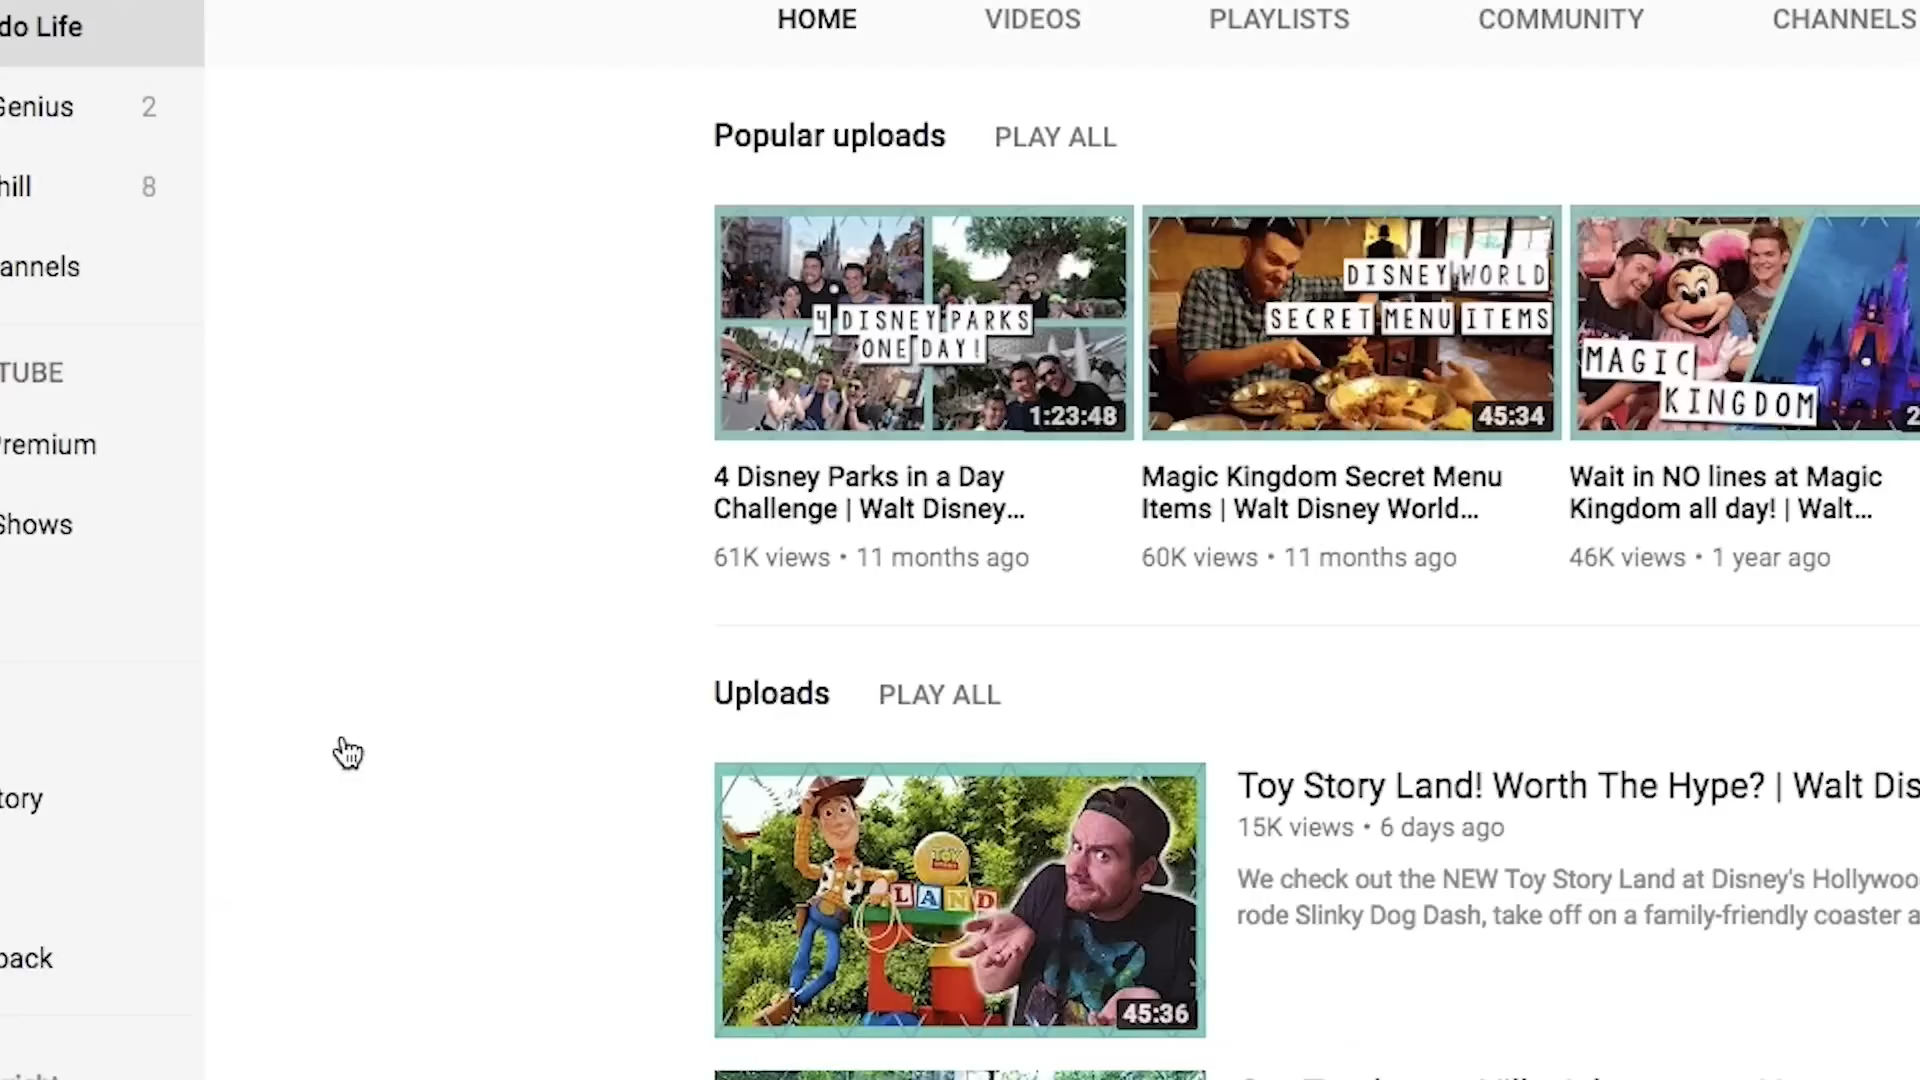 do Life
HOME VIDEOS PLAYLISTS COMMUNITY CHANNELS
Genius 2
hill 8
annels
TUBE
Premium
Shows
tory
back
Popular uploads PLAY ALL
4 DISNEY PARKS
ONE DAY!
1:23:48
DISNEY WORLD
SECRET MENU ITEMS
45:34
MAGIC
KINGDOM
2
4 Disney Parks in a Day
Challenge | Walt Disney...
61K views • 11 months ago
Magic Kingdom Secret Menu
Items | Walt Disney World...
60K views • 11 months ago
Wait in NO lines at Magic
Kingdom all day! | Walt...
46K views • 1 year ago
Uploads PLAY ALL
TOY
LAND
45:36
Toy Story Land! Worth The Hype? | Walt Dis
15K views • 6 days ago
We check out the NEW Toy Story Land at Disney's Hollywoo
rode Slinky Dog Dash, take off on a family-friendly coaster a